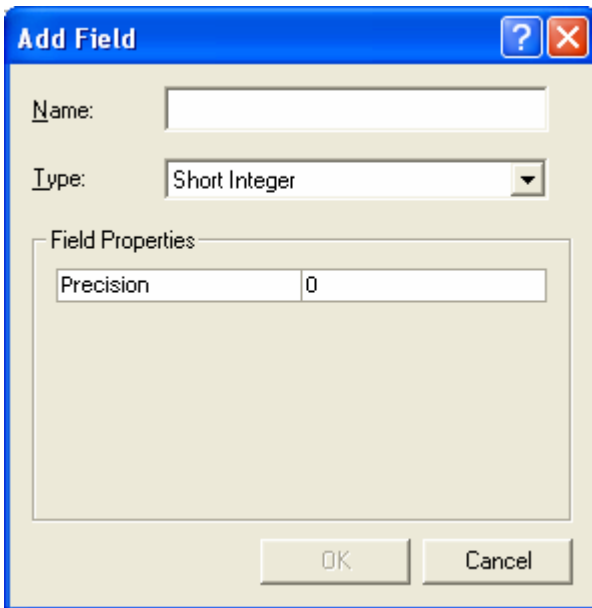 Add Field
?
Name:
Type: Short Integer
Field Properties
Precision 0
OK Cancel